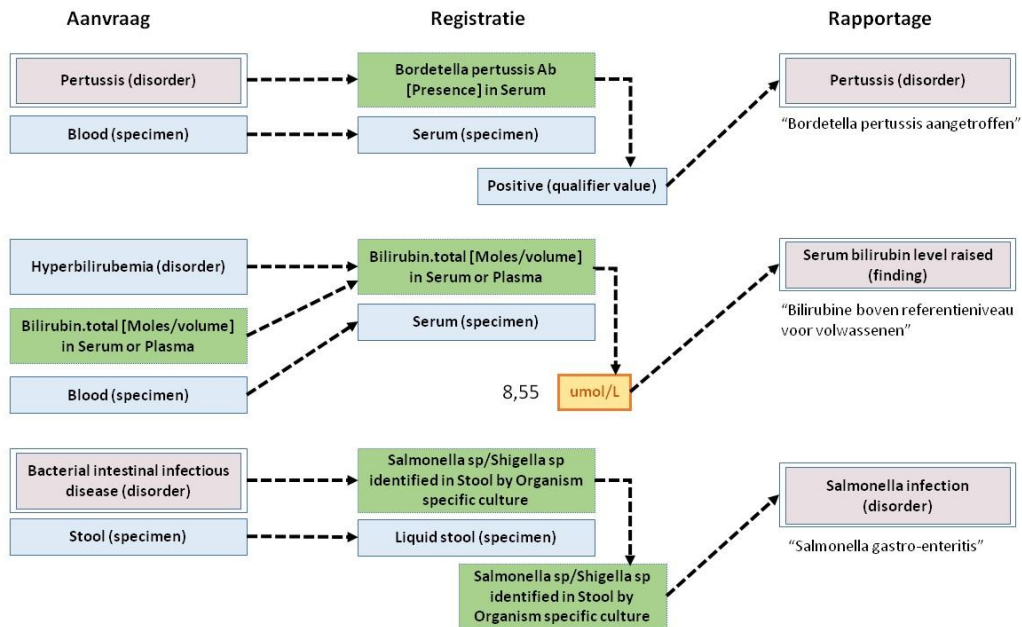 Aanvraag
Registratie
Rapportage
Pertussis (disorder)
Bordetella pertussis Ab
[Presence] in Serum
Pertussis (disorder)
"Bordetella pertussis aangetroffen"
Blood (specimen)
Serum (specimen)
Positive (qualifier value)
Hyperbilirubemia (disorder)
Bilirubin.total [Moles/volume]
in Serum or Plasma
Serum bilirubin level raised
(finding)
"Bilirubine boven referentieniveau
voor volwassenen"
Bilirubin.total [Moles/volume]
in Serum or Plasma
Serum (specimen)
Blood (specimen)
8,55
umol/L
Bacterial intestinal infectious
disease (disorder)
Salmonella sp/Shigella sp
identified in Stool by Organism
specific culture
Salmonella infection
(disorder)
"Salmonella gastro-enteritis"
Stool (specimen)
Liquid stool (specimen)
Salmonella sp/Shigella sp
identified in Stool by
Organism specific culture